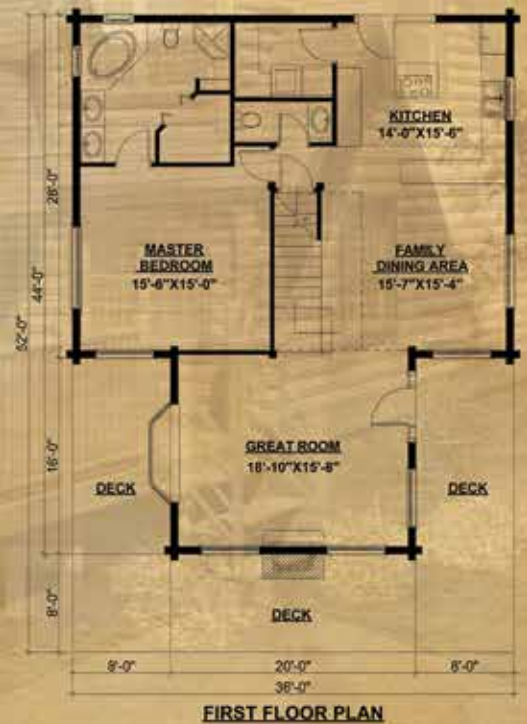 KITCHEN
14'-0"X15'-6"
MASTER
BEDROOM
15'-6"X15'-0"
FAMILY
DINING AREA
15'-7"X15'-4"
28'-0"
44'-0"
52'-0"
GREAT ROOM
18'-10"X15'-6"
16'-0"
DECK
DECK
DECK
8'-0"
8'-0"
20'-0"
8'-0"
36'-0"
FIRST FLOOR PLAN